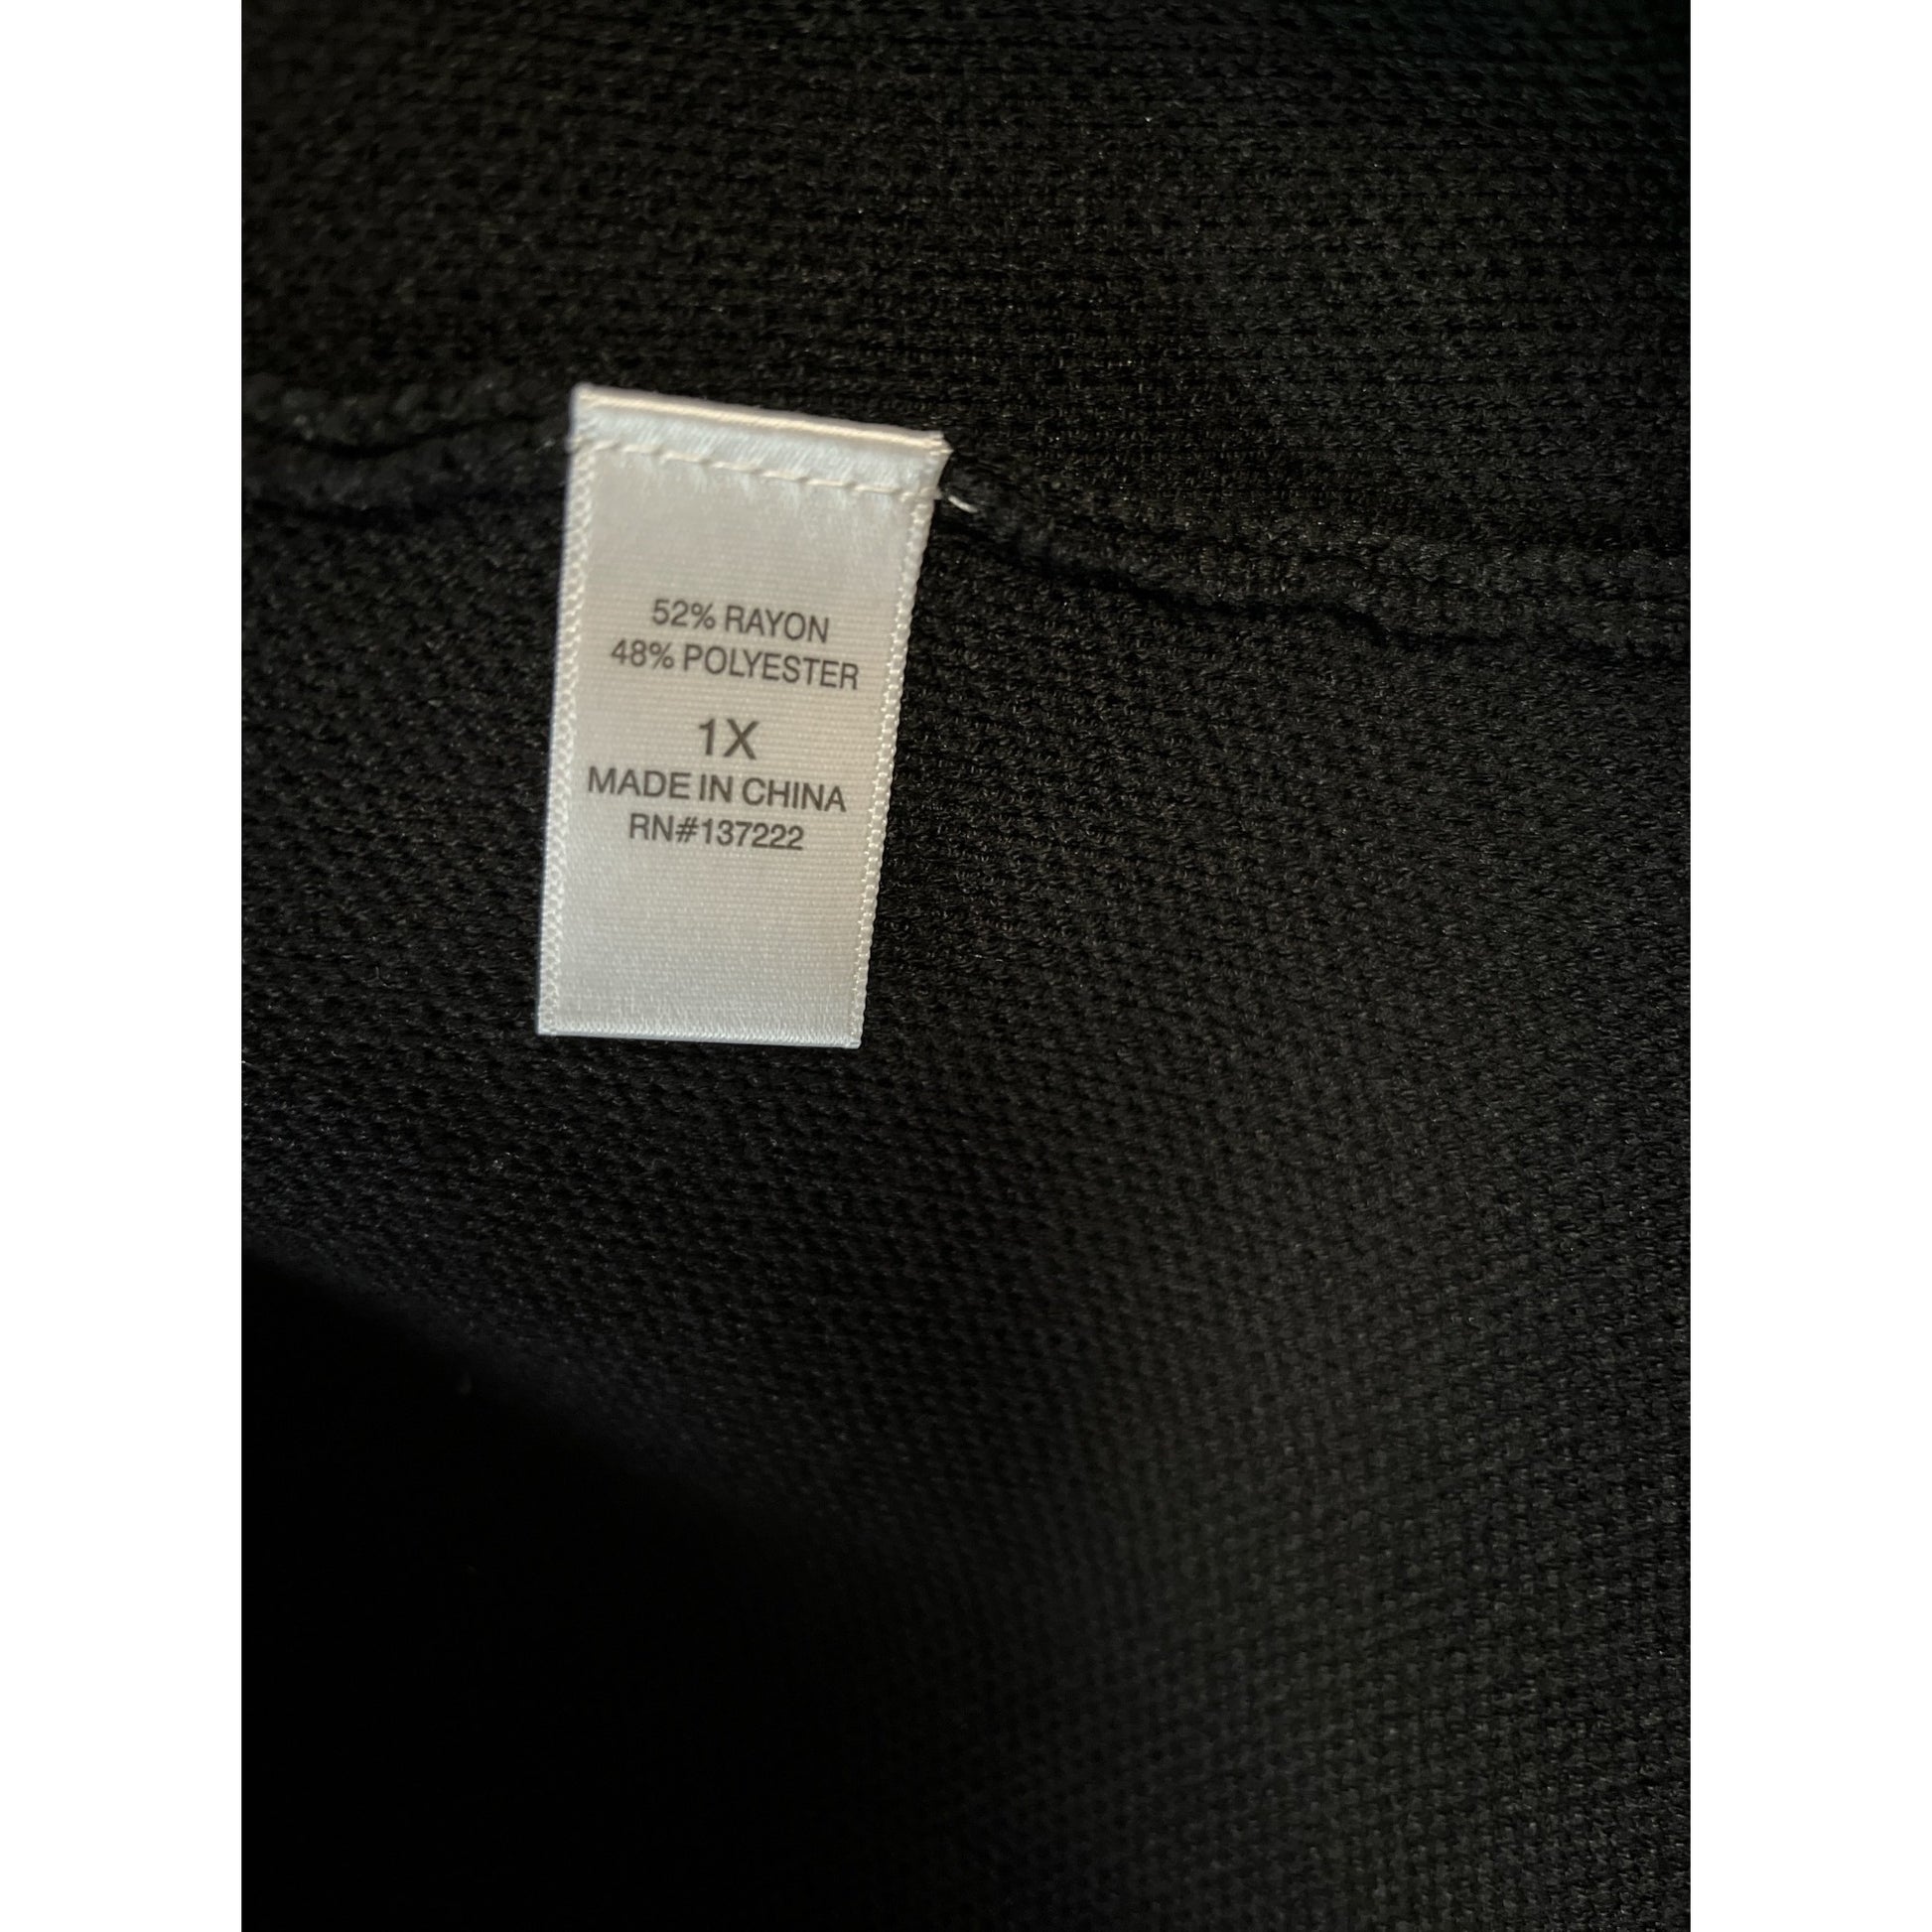 52% RAYON
48% POLYESTER
1X
MADE IN CHINA
RN#137222